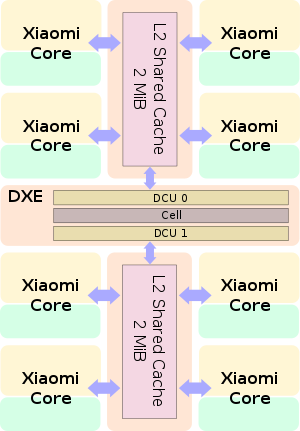 Xiaomi
Core
L2 Shared Cache
2 MiB
Xiaomi
Core
Xiaomi
Core
Xiaomi
Core
DXE
DCU 0
Cell
DCU 1
Xiaomi
Core
L2 Shared Cache
2 MiB
Xiaomi
Core
Xiaomi
Core
Xiaomi
Core